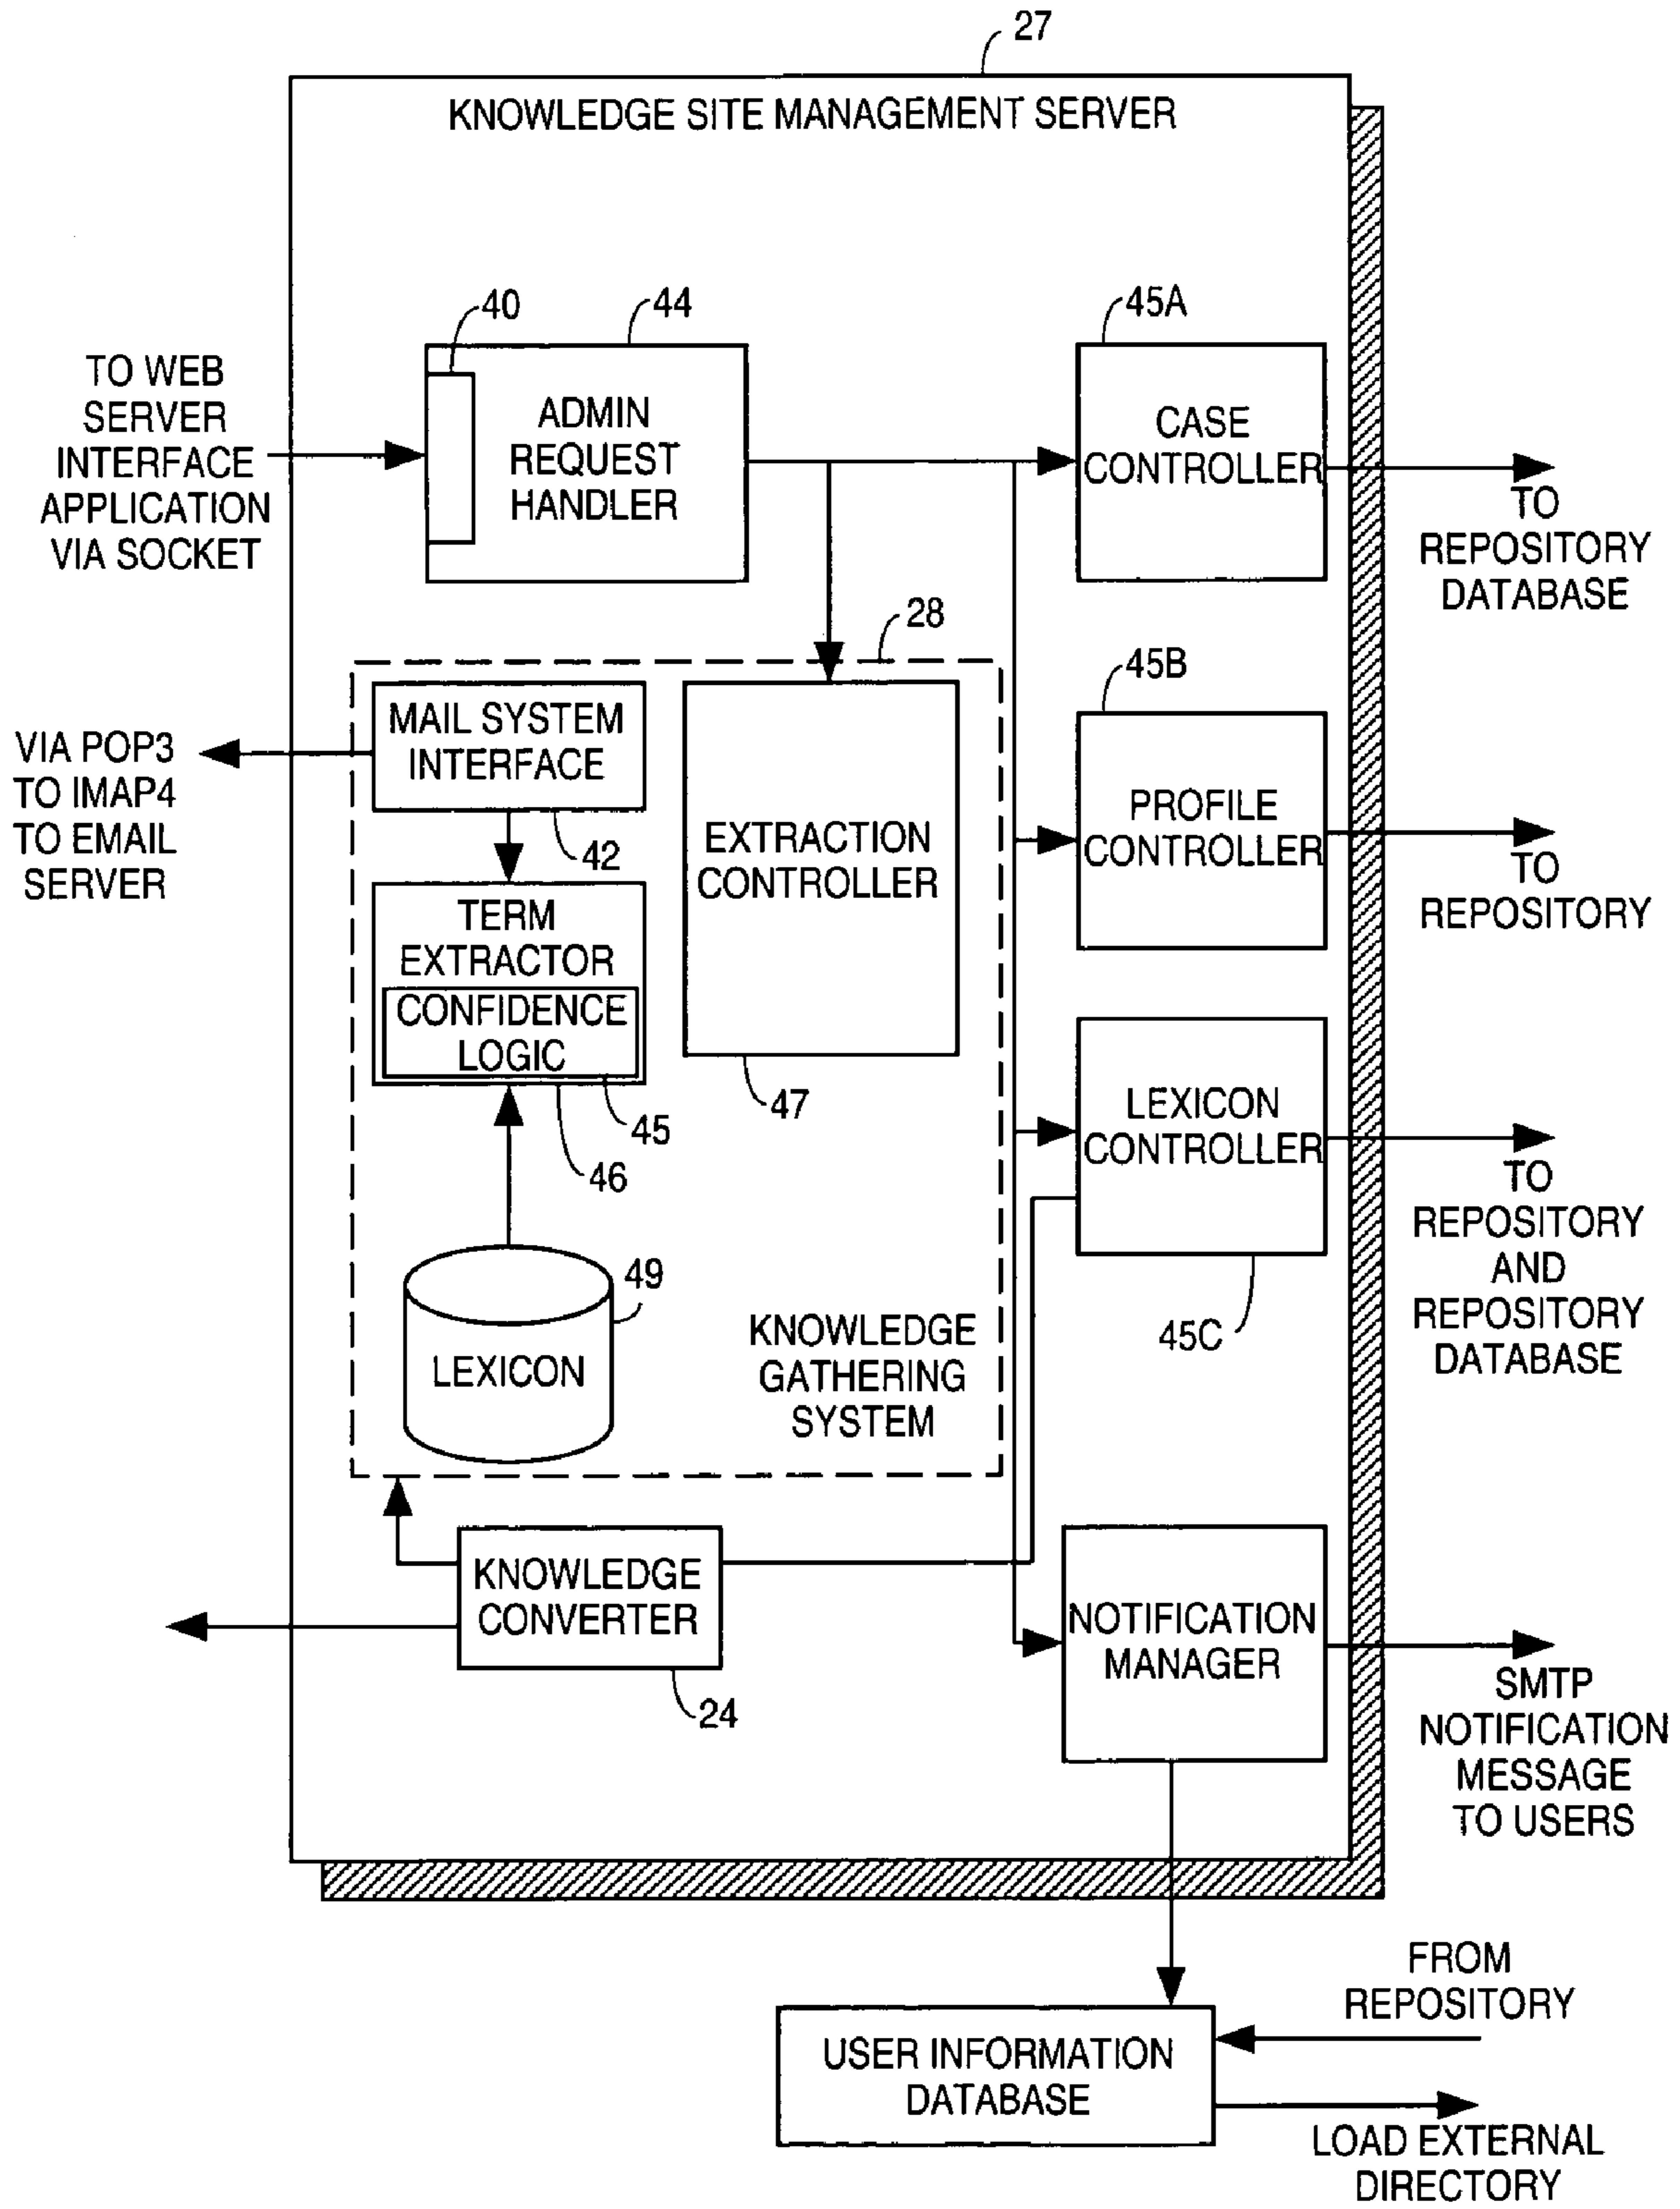 27
KNOWLEDGE SITE MANAGEMENT SERVER
40
44
45A
TO WEB
SERVER
INTERFACE
APPLICATION
VIA SOCKET
ADMIN
REQUEST
HANDLER
CASE
CONTROLLER
TO
REPOSITORY
DATABASE
28
45B
MAIL SYSTEM
INTERFACE
VIA POP3
TO IMAP4
TO EMAIL
SERVER
42
EXTRACTION
CONTROLLER
PROFILE
CONTROLLER
TO
REPOSITORY
TERM
EXTRACTOR
CONFIDENCE
LOGIC
45
46
47
LEXICON
CONTROLLER
TO
REPOSITORY
AND
REPOSITORY
DATABASE
45C
49
LEXICON
KNOWLEDGE
GATHERING
SYSTEM
KNOWLEDGE
CONVERTER
24
NOTIFICATION
MANAGER
SMTP
NOTIFICATION
MESSAGE
TO USERS
FROM
REPOSITORY
USER INFORMATION
DATABASE
LOAD EXTERNAL
DIRECTORY